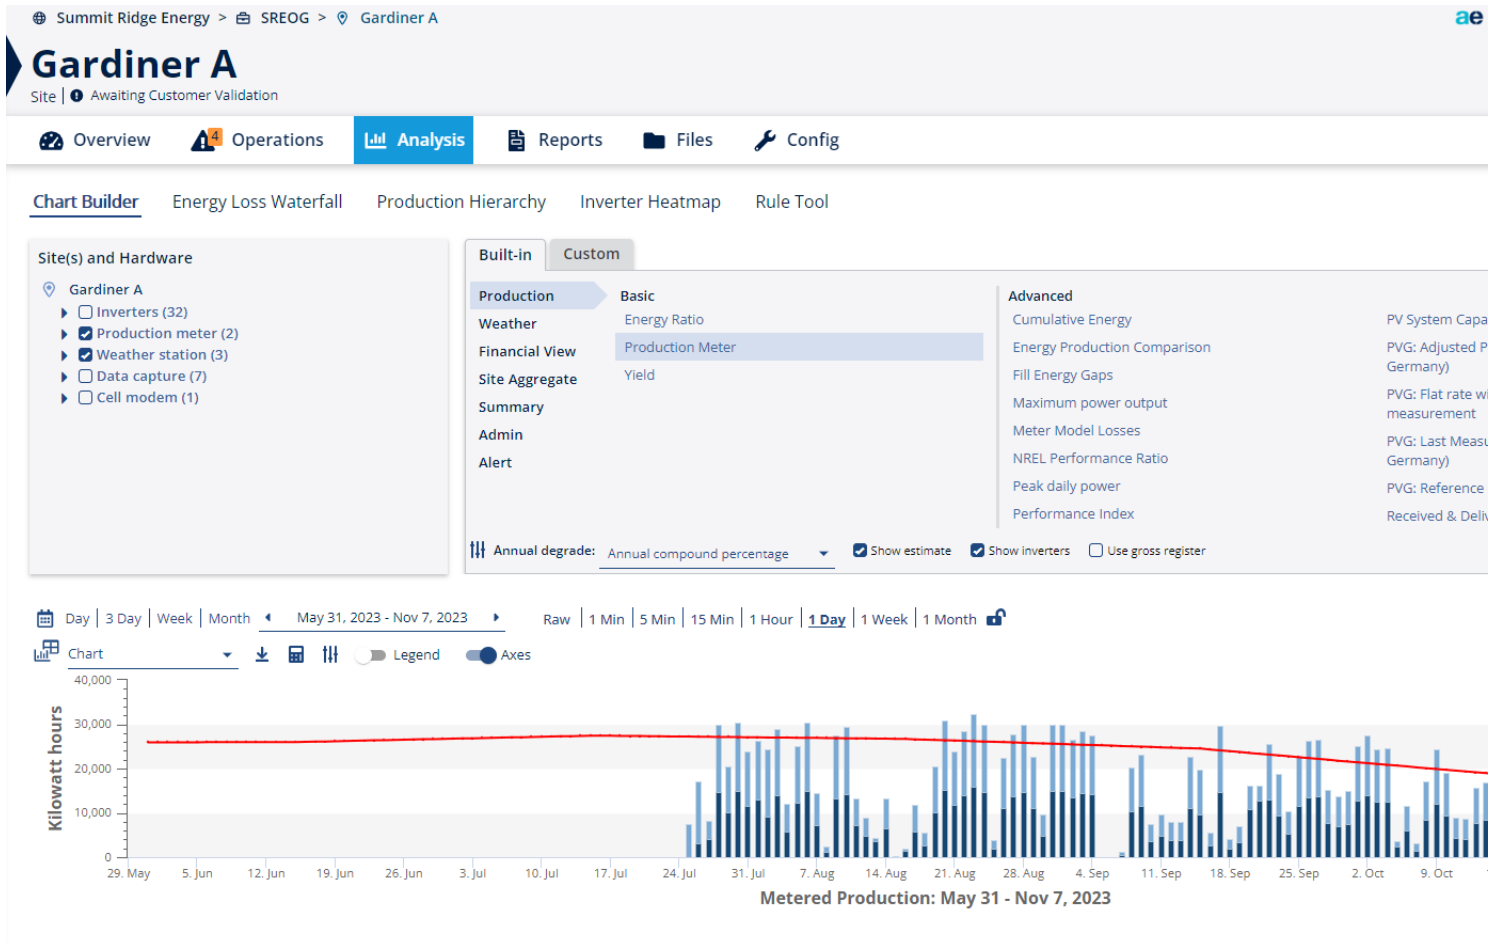 Summit Ridge Energy > SREOG > Gardiner A
ae
Gardiner A
Site | Awaiting Customer Validation
Overview 4 Operations Analysis Reports Files Config
Chart Builder Energy Loss Waterfall Production Hierarchy Inverter Heatmap Rule Tool
Site(s) and Hardware
Gardiner A
Inverters (32)
Production meter (2)
Weather station (3)
Data capture (7)
Cell modem (1)
Built-in Custom
Production
Weather
Financial View
Site Aggregate
Summary
Admin
Alert
Basic
Energy Ratio
Production Meter
Yield
Advanced
Cumulative Energy
Energy Production Comparison
Fill Energy Gaps
Maximum power output
Meter Model Losses
NREL Performance Ratio
Peak daily power
Performance Index
PV System Capa
PVG: Adjusted P
Germany)
PVG: Flat rate wi
measurement
PVG: Last Measu
Germany)
PVG: Reference
Received & Deliv
Annual degrade: Annual compound percentage Show estimate Show inverters Use gross register
Day | 3 Day | Week | Month May 31, 2023 - Nov 7, 2023 Raw | 1 Min | 5 Min | 15 Min | 1 Hour | 1 Day | 1 Week | 1 Month
Chart Legend Axes
Kilowatt hours
40,000
30,000
20,000
10,000
0
29. May 5. Jun 12. Jun 19. Jun 26. Jun 3. Jul 10. Jul 17. Jul 24. Jul 31. Jul 7. Aug 14. Aug 21. Aug 28. Aug 4. Sep 11. Sep 18. Sep 25. Sep 2. Oct 9. Oct
Metered Production: May 31 - Nov 7, 2023